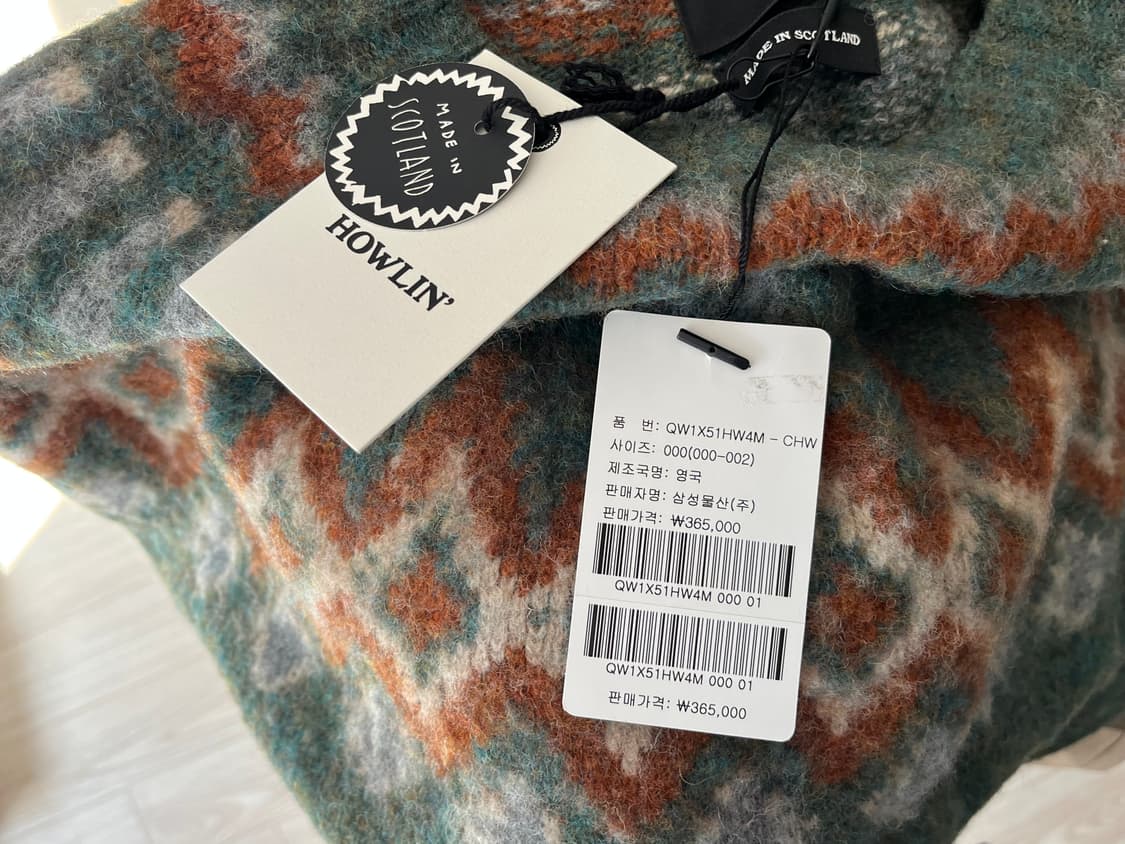 MADE IN SCOTLAND
MADE IN
SCOTLAND
HOWLIN'
품 번: QW1X51HW4M - CHW
사이즈: 000(000-002)
제조국명: 영국
판매자명: 삼성물산(주)
판매가격: ₩365,000
QW1X51HW4M 000 01
QW1X51HW4M 000 01
판매가격: ₩365,000